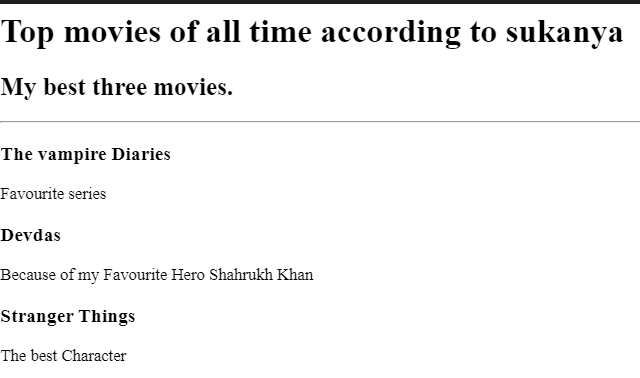 Top movies of all time according to sukanya
My best three movies.
The vampire Diaries
Favourite series
Devdas
Because of my Favourite Hero Shahrukh Khan
Stranger Things
The best Character